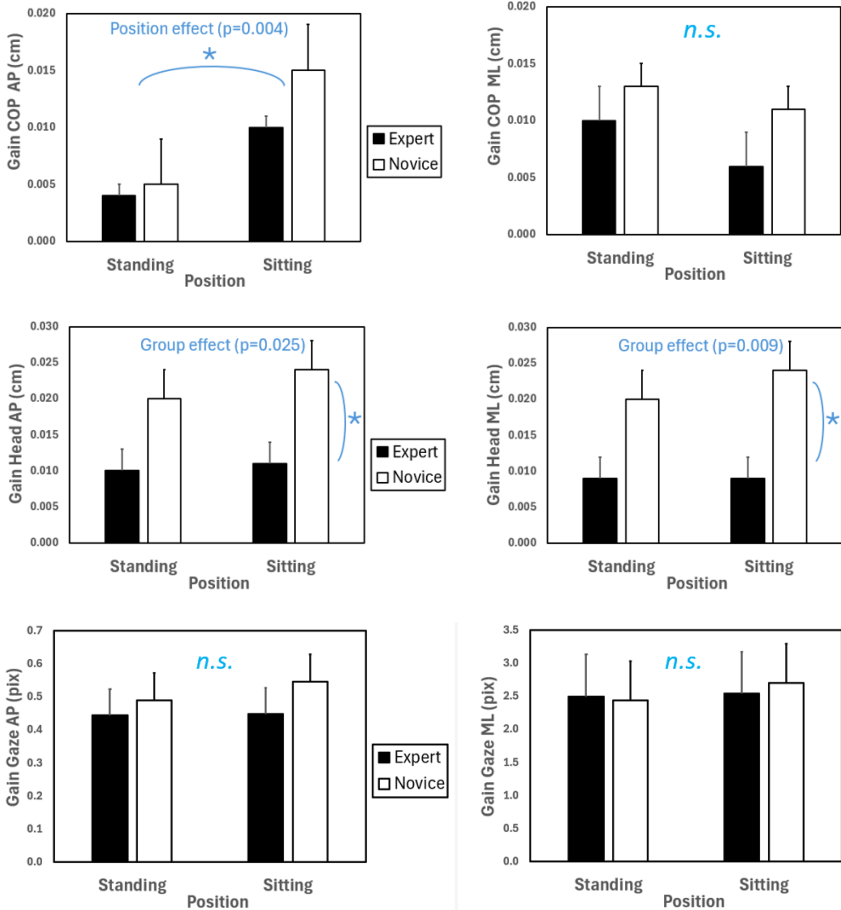 Gain COP AP (cm)
0.020
0.015
0.010
0.005
0.000
Position effect (p=0.004)
*
Standing
Sitting
Position
Expert
Novice
Gain COP ML (cm)
0.020
0.015
0.010
0.005
0.000
n.s.
Standing
Sitting
Position
Gain Head AP (cm)
0.030
0.025
0.020
0.015
0.010
0.005
0.000
Group effect (p=0.025)
*
Standing
Sitting
Position
Expert
Novice
Gain Head ML (cm)
0.030
0.025
0.020
0.015
0.010
0.005
0.000
Group effect (p=0.009)
*
Standing
Sitting
Position
Gain Gaze AP (pix)
0.7
0.6
0.5
0.4
0.3
0.2
0.1
0.0
n.s.
Standing
Sitting
Position
Expert
Novice
Gain Gaze ML (pix)
3.5
3.0
2.5
2.0
1.5
1.0
0.5
0.0
n.s.
Standing
Sitting
Position